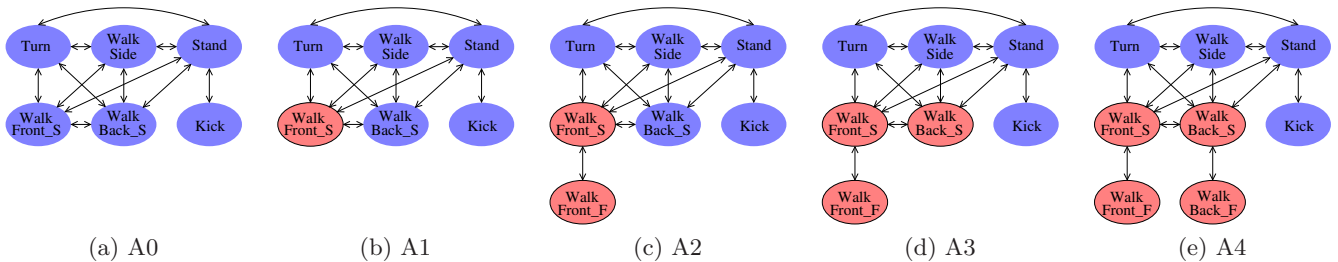 Turn
Walk
Side
Stand
Walk
Front_S
Walk
Back_S
Kick
(a) A0
Turn
Walk
Side
Stand
Walk
Front_S
Walk
Back_S
Kick
(b) A1
Turn
Walk
Side
Stand
Walk
Front_S
Walk
Back_S
Kick
Walk
Front_F
(c) A2
Turn
Walk
Side
Stand
Walk
Front_S
Walk
Back_S
Kick
Walk
Front_F
(d) A3
Turn
Walk
Side
Stand
Walk
Front_S
Walk
Back_S
Kick
Walk
Front_F
Walk
Back_F
(e) A4